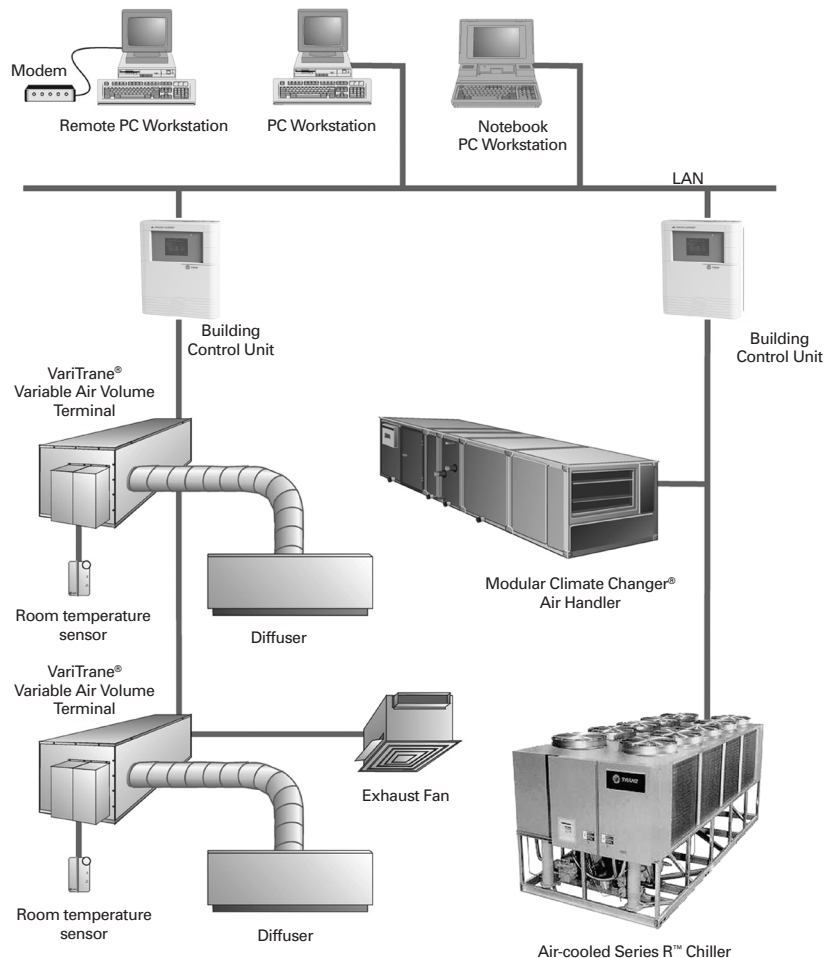 Modem
Remote PC Workstation
PC Workstation
Notebook
PC Workstation
LAN
Building
Control Unit
Building
Control Unit
VariTrane®
Variable Air Volume
Terminal
Room temperature
sensor
Diffuser
Modular Climate Changer®
Air Handler
VariTrane®
Variable Air Volume
Terminal
Exhaust Fan
TRANE
Room temperature
sensor
Diffuser
Air-cooled Series R™ Chiller